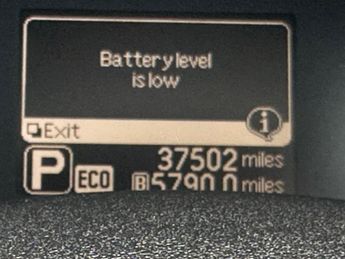 Battery level
is low
Exit
i
P ECO 37502 miles
B 5790.0 miles